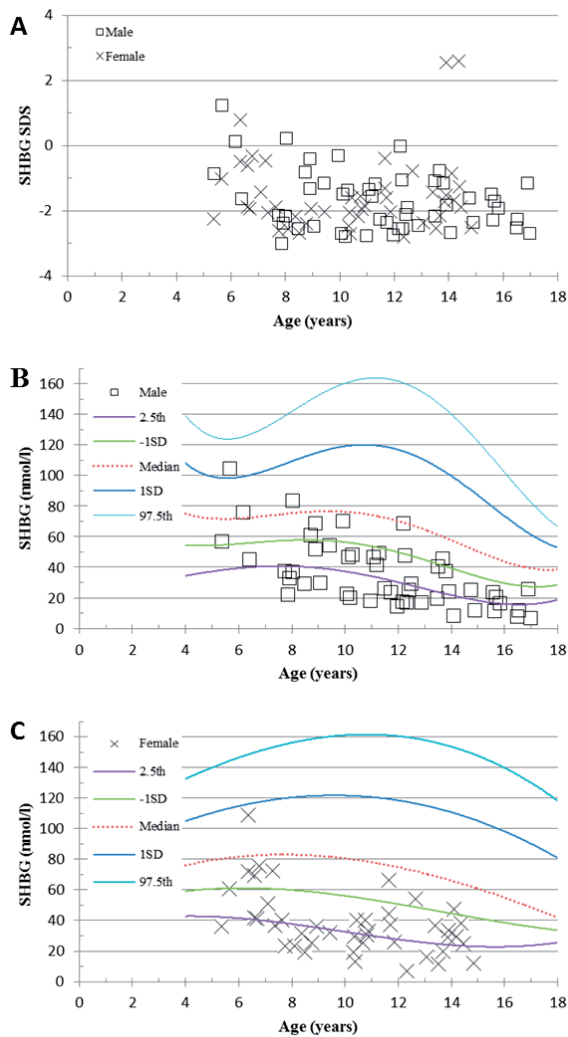 A
4
2
0
-2
-4
SHBG SDS
Male
Female
0 2 4 6 8 10 12 14 16 18
Age (years)
B
160
140
120
100
80
60
40
20
0
SHBG (nmol/l)
Male
2.5th
-1SD
Median
1SD
97.5th
0 2 4 6 8 10 12 14 16 18
Age (years)
C
160
140
120
100
80
60
40
20
0
SHBG (nmol/l)
Female
2.5th
-1SD
Median
1SD
97.5th
0 2 4 6 8 10 12 14 16 18
Age (years)